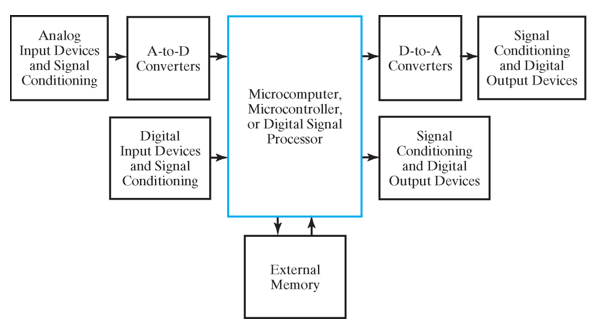 Analog
Input Devices
and Signal
Conditioning
A-to-D
Converters
Microcomputer,
Microcontroller,
or Digital Signal
Processor
D-to-A
Converters
Signal
Conditioning
and Digital
Output Devices
Digital
Input Devices
and Signal
Conditioning
Signal
Conditioning
and Digital
Output Devices
External
Memory